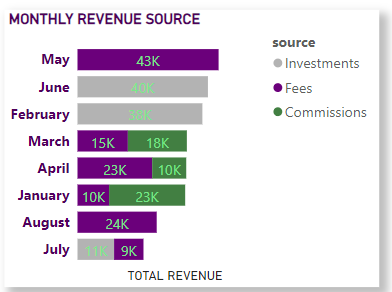 MONTHLY REVENUE SOURCE
source
Investments
Fees
Commissions
May 43K
June 40K
February 38K
March 15K 18K
April 23K 10K
January 10K 23K
August 24K
July 11K 9K
TOTAL REVENUE